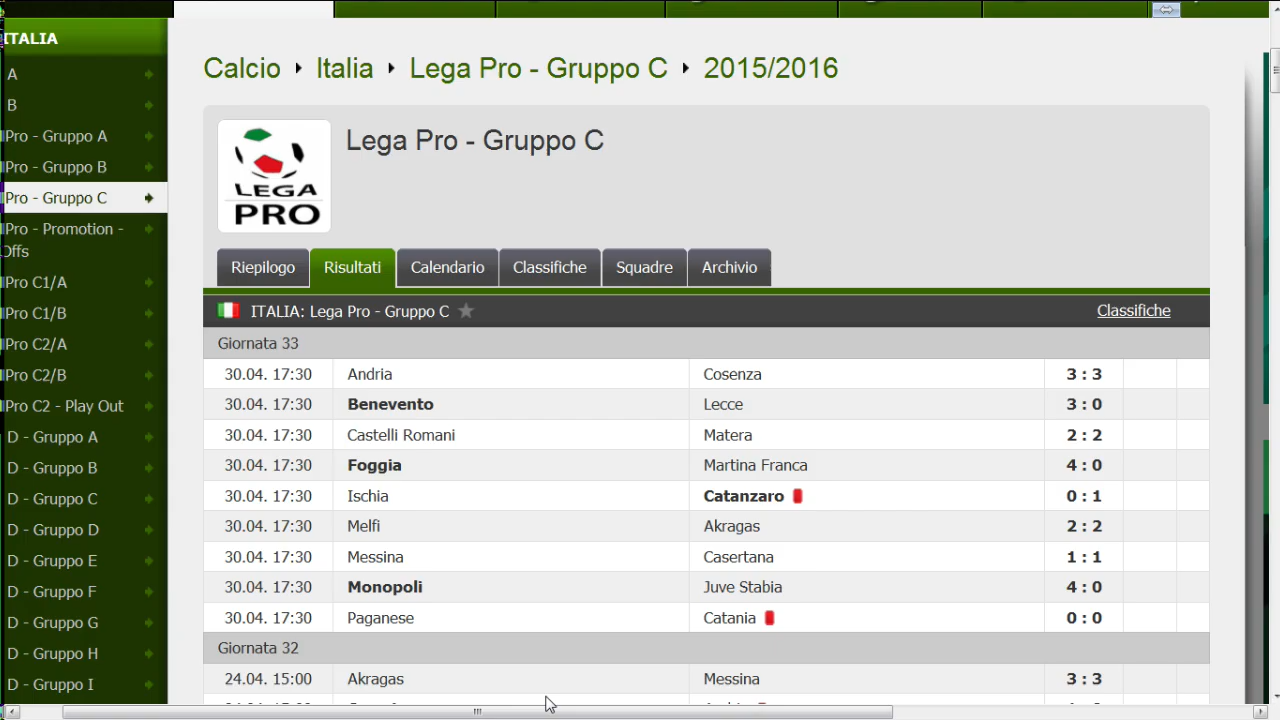 ITALIA
A
B
Pro - Gruppo A
Pro - Gruppo B
Pro - Gruppo C
Pro - Promotion -
Offs
Pro C1/A
Pro C1/B
Pro C2/A
Pro C2/B
Pro C2 - Play Out
D - Gruppo A
D - Gruppo B
D - Gruppo C
D - Gruppo D
D - Gruppo E
D - Gruppo F
D - Gruppo G
D - Gruppo H
D - Gruppo I
Calcio Italia Lega Pro - Gruppo C 2015/2016
LEGA
PRO
Lega Pro - Gruppo C
Riepilogo Risultati Calendario Classifiche Squadre Archivio
ITALIA: Lega Pro - Gruppo C Classifiche
Giornata 33
30.04. 17:30 Andria Cosenza 3 : 3
30.04. 17:30 Benevento Lecce 3 : 0
30.04. 17:30 Castelli Romani Matera 2 : 2
30.04. 17:30 Foggia Martina Franca 4 : 0
30.04. 17:30 Ischia Catanzaro 0 : 1
30.04. 17:30 Melfi Akragas 2 : 2
30.04. 17:30 Messina Casertana 1 : 1
30.04. 17:30 Monopoli Juve Stabia 4 : 0
30.04. 17:30 Paganese Catania 0 : 0
Giornata 32
24.04. 15:00 Akragas Messina 3 : 3